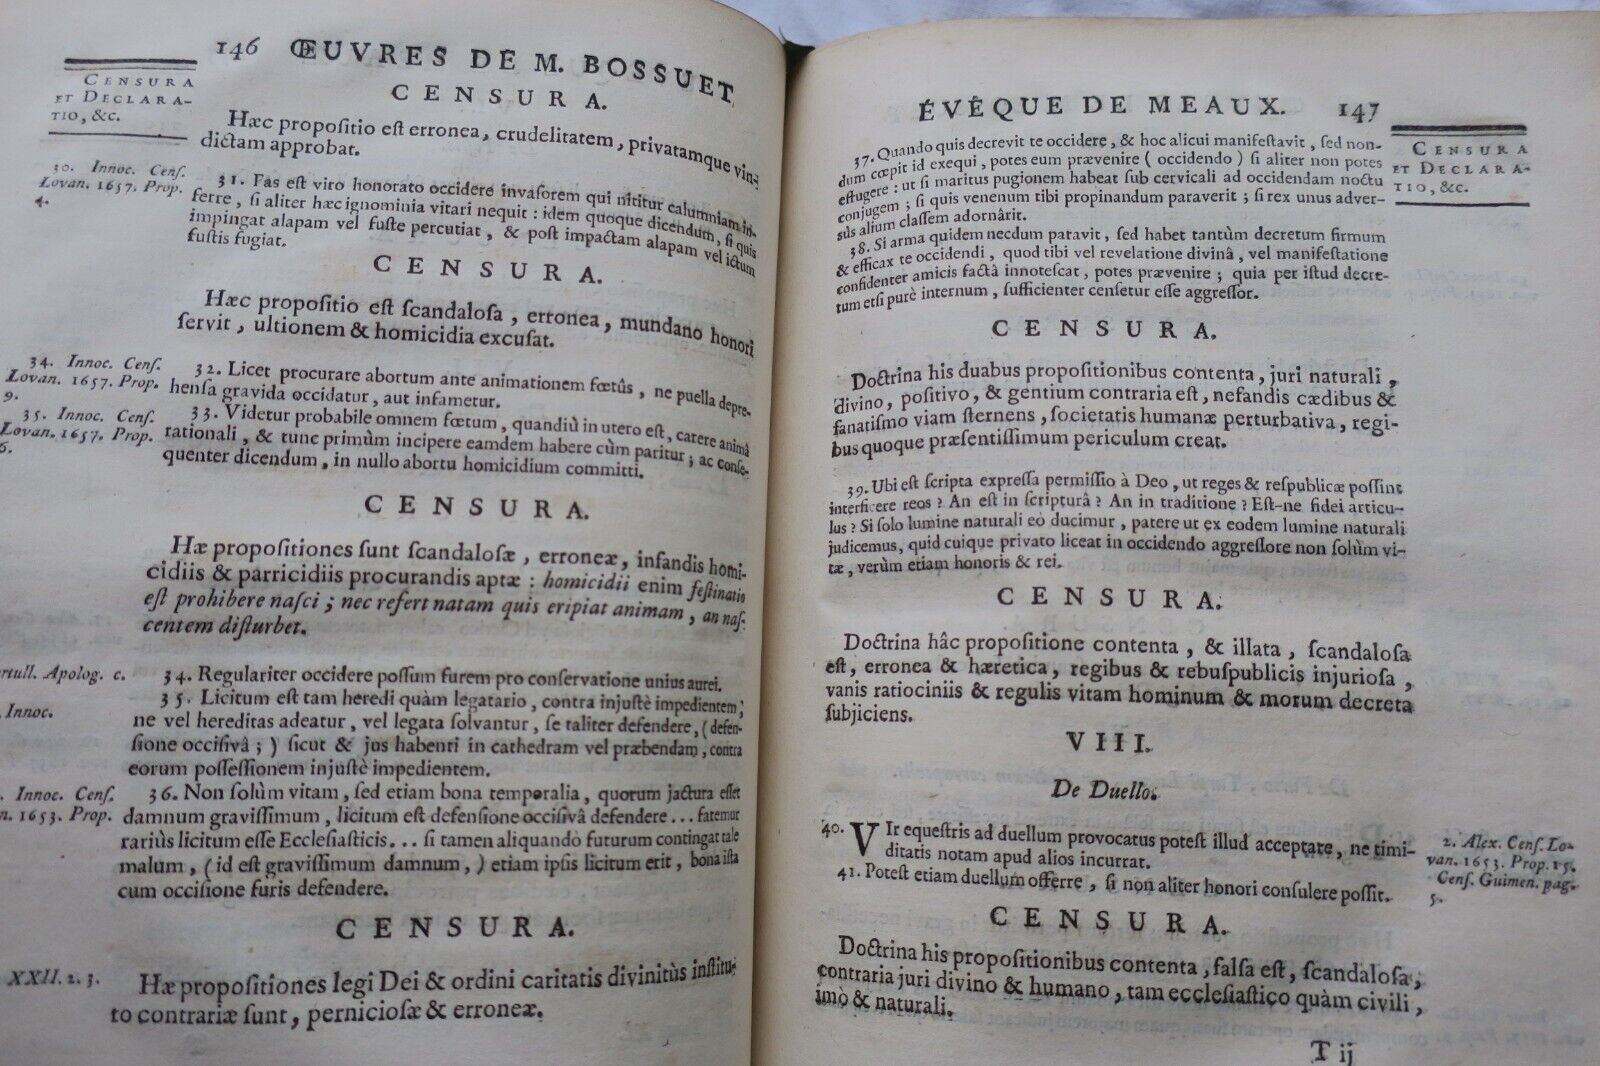 146 ŒUVRES DE M. BOSSUET
CENSURA
ET DECLARA-
TIO, &c.
CENSURA.
Hæc propoſitio eſt erronea, crudelitatem, privatamque vin-
dictam approbat.
30. Innoc. Cenſ.
Lovan. 1657. Prop.
4.
31. Fas eſt viro honorato occidere invaſorem qui nititur calumniam in-
ferre, ſi aliter hæc ignominia vitari nequit : idem quoque dicendum, ſi quis
impingat alapam vel fuſte percutiat, & poſt impactam alapam vel ictum
fuſtis fugiat.
CENSURA.
Hæc propoſitio eſt ſcandaloſa, erronea, mundano honori
ſervit, ultionem & homicidia excuſat.
34. Innoc. Cenſ.
Lovan. 1657. Prop.
9.
35. Innoc. Cenſ.
Lovan. 1657. Prop.
6.
32. Licet procurare abortum ante animationem fœtûs, ne puella depre-
henſa gravida occidatur, aut infametur.
33. Videtur probabile omnem fœtum, quandiù in utero eſt, carere animâ
rationali, & tunc primùm incipere eamdem habere cùm paritur; ac conſe-
quenter dicendum, in nullo abortu homicidium committi.
CENSURA.
Hæ propoſitiones ſunt ſcandaloſæ, erroneæ, infandis homi-
cidiis & parricidiis procurandis aptæ : homicidii enim feſtinatio
eſt prohibere naſci; nec refert natam quis eripiat animam, an naſ-
centem diſturbet.
rtull. Apolog. c.
Innoc.
34. Regulariter occidere poſſum furem pro conſervatione unius aurei.
35. Licitum eſt tam heredi quàm legatario, contra injuſtè impedientem;
ne vel hereditas adeatur, vel legata ſolvantur, ſe taliter defendere, (defen-
ſione occiſivâ;) ſicut & jus habenti in cathedram vel præbendam, contra
eorum poſſeſſionem injuſtè impedientem.
. Innoc. Cenſ.
n. 1653. Prop.
36. Non ſolùm vitam, ſed etiam bona temporalia, quorum jactura eſſet
damnum graviſſimum, licitum eſt defenſione occiſivâ defendere... fatemur
rariùs licitum eſſe Eccleſiaſticis... ſi tamen aliquando futurum contingat tale
malum, (id eſt graviſſimum damnum,) etiam ipſis licitum erit, bona iſta
cum occiſione furis defendere.
CENSURA.
XXII. 2. 3.
Hæ propoſitiones legi Dei & ordini caritatis divinitùs inſtitu-
to contrariæ ſunt, pernicioſæ & erroneæ.
ÉVÊQUE DE MEAUX. 147
CENSURA
ET DECLARA-
TIO, &c.
37. Quando quis decrevit te occidere, & hoc alicui manifeſtavit, ſed non-
dum cœpit id exequi, potes eum prævenire (occidendo) ſi aliter non potes
effugere : ut ſi maritus pugionem habeat ſub cervicali ad occidendam noctu
conjugem; ſi quis venenum tibi propinandum paraverit; ſi rex unus adver-
sùs alium claſſem adornârit.
38. Si arma quidem necdum paravit, ſed habet tantùm decretum firmum
& efficax te occidendi, quod tibi vel revelatione divinâ, vel manifeſtatione
confidenter amicis factâ innoteſcat, potes prævenire; quia per iſtud decre-
tum etſi purè internum, ſufficienter cenſetur eſſe aggreſſor.
CENSURA.
Doctrina his duabus propoſitionibus contenta, juri naturali,
divino, poſitivo, & gentium contraria eſt, nefandis cædibus &
fanatiſmo viam ſternens, ſocietatis humanæ perturbativa, regi-
bus quoque præſentiſſimum periculum creat.
39. Ubi eſt ſcripta expreſſa permiſſio à Deo, ut reges & reſpublicæ poſſint
interficere reos? An eſt in ſcripturâ? An in traditione? Eſt-ne fidei articu-
lus? Si ſolo lumine naturali eò ducimur, patere ut ex eodem lumine naturali
judicemus, quid cuique privato liceat in occidendo aggreſſore non ſolùm vi-
tæ, verùm etiam honoris & rei.
CENSURA.
Doctrina hâc propoſitione contenta, & illata, ſcandaloſa
eſt, erronea & hæretica, regibus & rebuſpublicis injurioſa,
vanis ratiociniis & regulis vitam hominum & morum decreta
ſubjiciens.
VIII.
De Duello.
40. VIr equeſtris ad duellum provocatus poteſt illud acceptare, ne timi-
ditatis notam apud alios incurrat.
41. Poteſt etiam duellum offerre, ſi non aliter honori conſulere poſſit.
2. Alex. Cenſ. Lo-
van. 1653. Prop. 15.
Cenſ. Guimen. pag.
5.
CENSURA.
Doctrina his propoſitionibus contenta, falſa eſt, ſcandaloſa,
contraria juri divino & humano, tam eccleſiaſtico quàm civili,
imò & naturali.
T ij